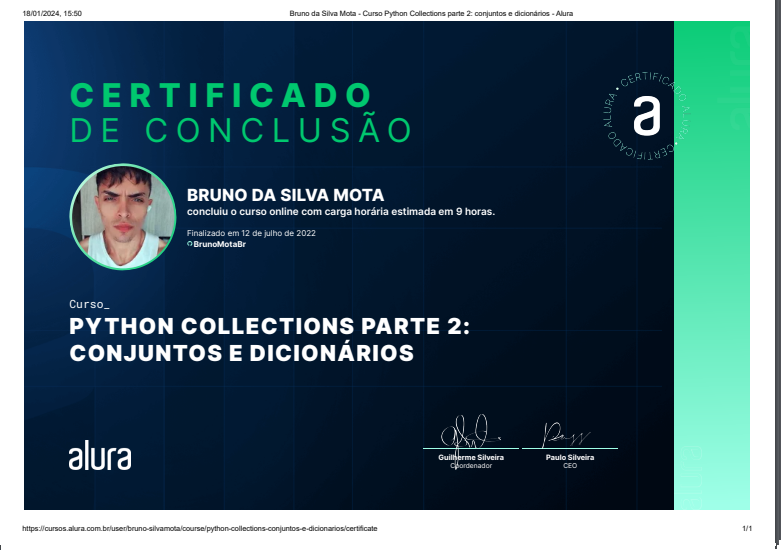 18/01/2024, 15:50
Bruno da Silva Mota - Curso Python Collections parte 2: conjuntos e dicionários - Alura
CERTIFICADO
DE CONCLUSÃO
CERTIFICADO ALURA • CERTIFICADO ALURA •
a
BRUNO DA SILVA MOTA
concluiu o curso online com carga horária estimada em 9 horas.
Finalizado em 12 de julho de 2022
BrunoMotaBr
Curso_
PYTHON COLLECTIONS PARTE 2:
CONJUNTOS E DICIONÁRIOS
alura
Guilherme Silveira
Coordenador
Paulo Silveira
CEO
https://cursos.alura.com.br/user/bruno-silvamota/course/python-collections-conjuntos-e-dicionarios/certificate
1/1